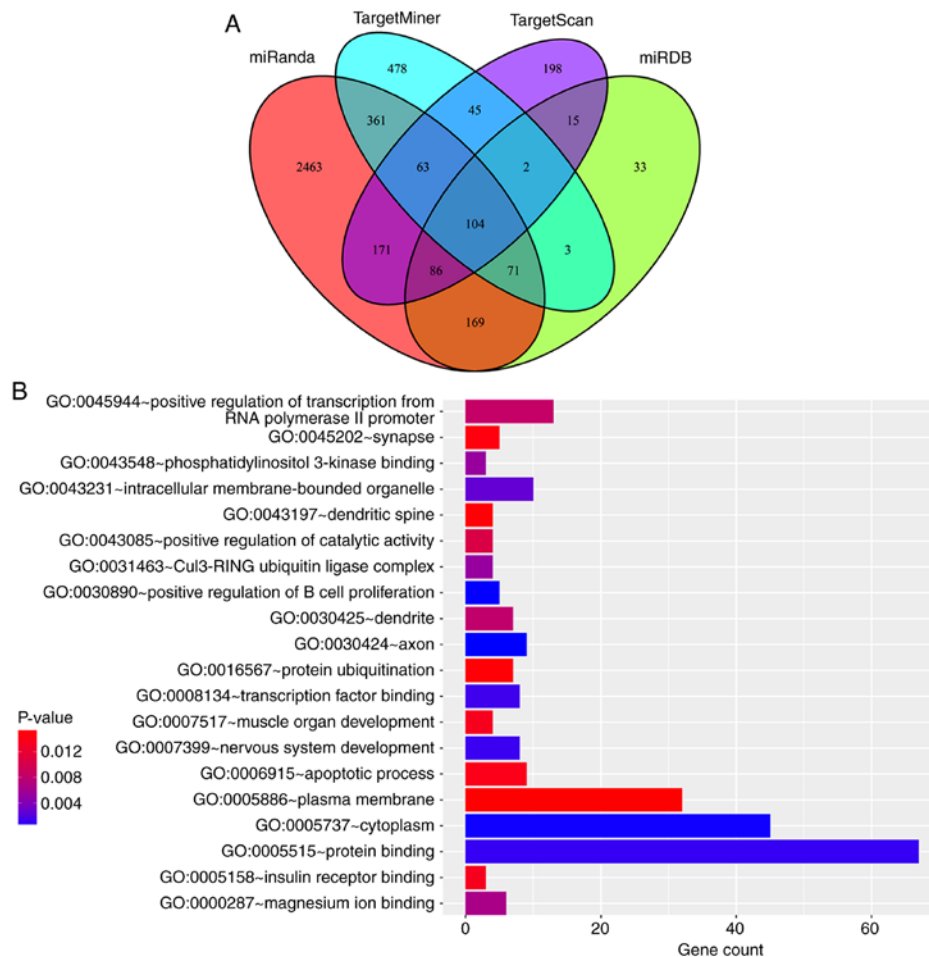 A
TargetMiner
TargetScan
miRanda
miRDB
478
198
45
361
15
2463
63
2
33
104
171
3
86
71
169
B
GO:0045944~positive regulation of transcription from
RNA polymerase II promoter
GO:0045202~synapse
GO:0043548~phosphatidylinositol 3-kinase binding
GO:0043231~intracellular membrane-bounded organelle
GO:0043197~dendritic spine
GO:0043085~positive regulation of catalytic activity
GO:0031463~Cul3-RING ubiquitin ligase complex
GO:0030890~positive regulation of B cell proliferation
GO:0030425~dendrite
GO:0030424~axon
GO:0016567~protein ubiquitination
GO:0008134~transcription factor binding
GO:0007517~muscle organ development
GO:0007399~nervous system development
GO:0006915~apoptotic process
GO:0005886~plasma membrane
GO:0005737~cytoplasm
GO:0005515~protein binding
GO:0005158~insulin receptor binding
GO:0000287~magnesium ion binding
P-value
0.012
0.008
0.004
0 20 40 60
Gene count